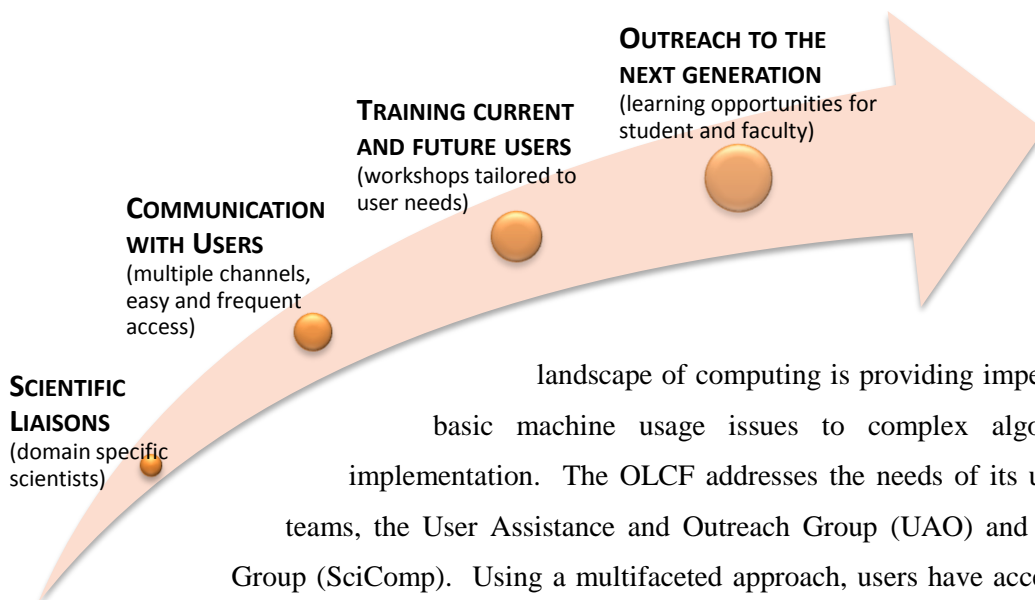 OUTREACH TO THE
NEXT GENERATION
(learning opportunities for
student and faculty)
TRAINING CURRENT
AND FUTURE USERS
(workshops tailored to
user needs)
COMMUNICATION
WITH USERS
(multiple channels,
easy and frequent
access)
SCIENTIFIC
LIAISONS
(domain specific
scientists)
landscape of computing is providing
basic machine usage issues to complex
implementation. The OLCF addresses the needs of its
teams, the User Assistance and Outreach Group (UAO) and
Group (SciComp). Using a multifaceted approach, users have